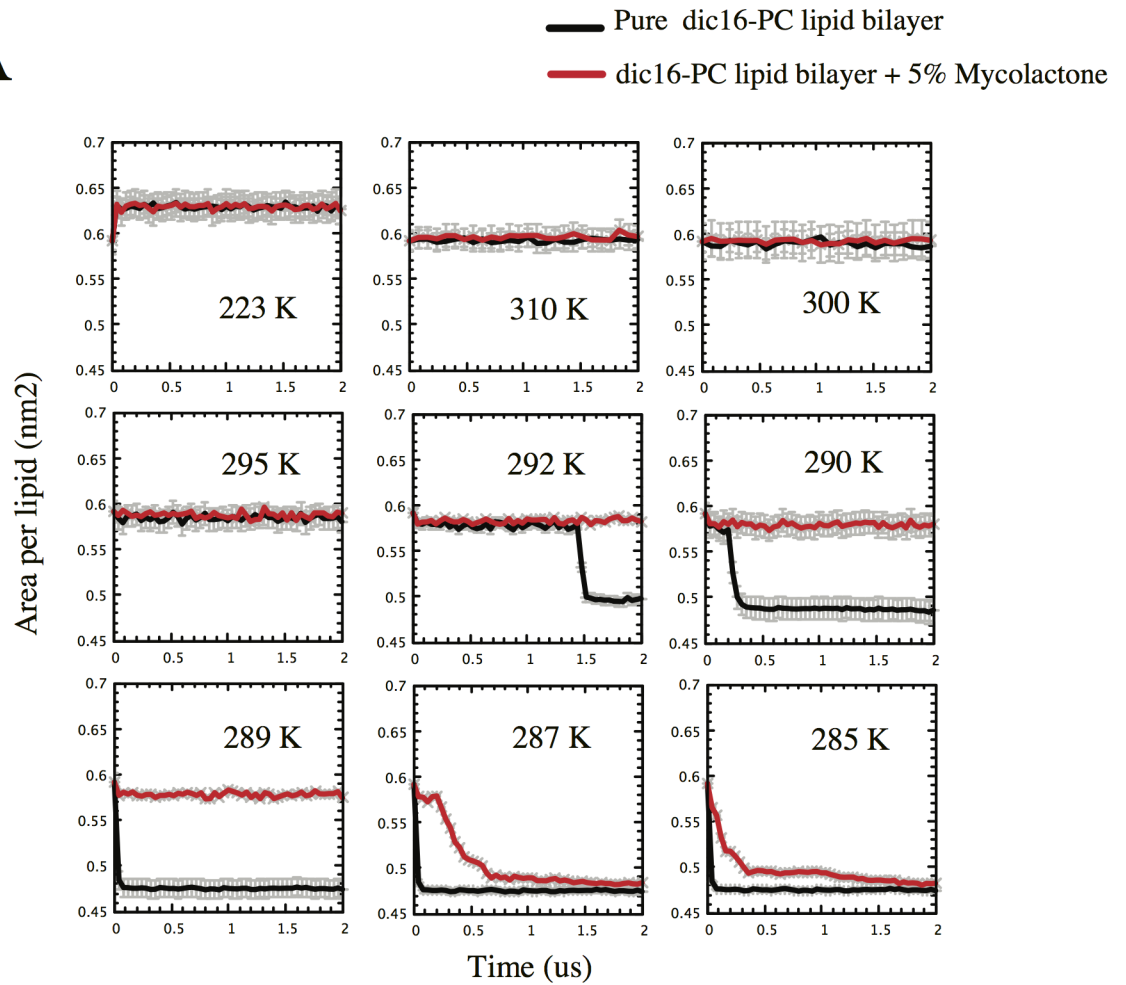 A
Pure dic16-PC lipid bilayer
dic16-PC lipid bilayer + 5% Mycolactone
Area per lipid (nm2)
0.7
0.65
0.6
0.55
0.5
0.45
0 0.5 1 1.5 2
223 K
0.7
0.65
0.6
0.55
0.5
0.45
0 0.5 1 1.5 2
310 K
0.7
0.65
0.6
0.55
0.5
0.45
0 0.5 1 1.5 2
300 K
0.7
0.65
0.6
0.55
0.5
0.45
0 0.5 1 1.5 2
295 K
0.7
0.65
0.6
0.55
0.5
0.45
0 0.5 1 1.5 2
292 K
0.7
0.65
0.6
0.55
0.5
0.45
0 0.5 1 1.5 2
290 K
0.7
0.65
0.6
0.55
0.5
0.45
0 0.5 1 1.5 2
289 K
0.7
0.65
0.6
0.55
0.5
0.45
0 0.5 1 1.5 2
287 K
0.7
0.65
0.6
0.55
0.5
0.45
0 0.5 1 1.5 2
285 K
Time (us)